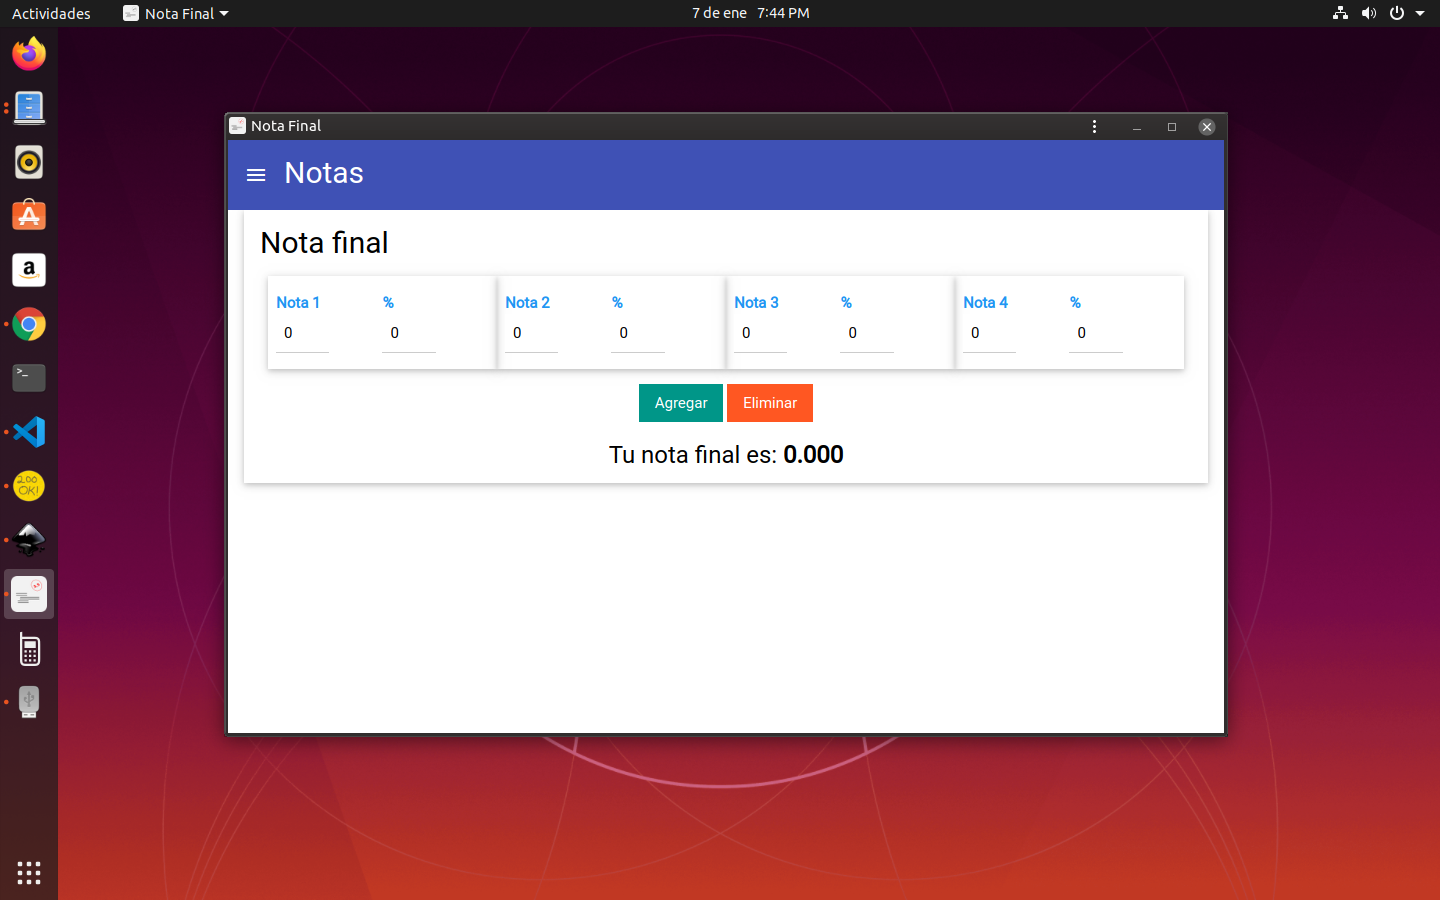 Actividades Nota Final 7 de ene 7:44 PM
Nota Final
Notas
Nota final
Nota 1 % Nota 2 % Nota 3 % Nota 4 %
0 0 0 0 0 0 0 0
Agregar Eliminar
Tu nota final es: 0.000
a
>_
200
OK!